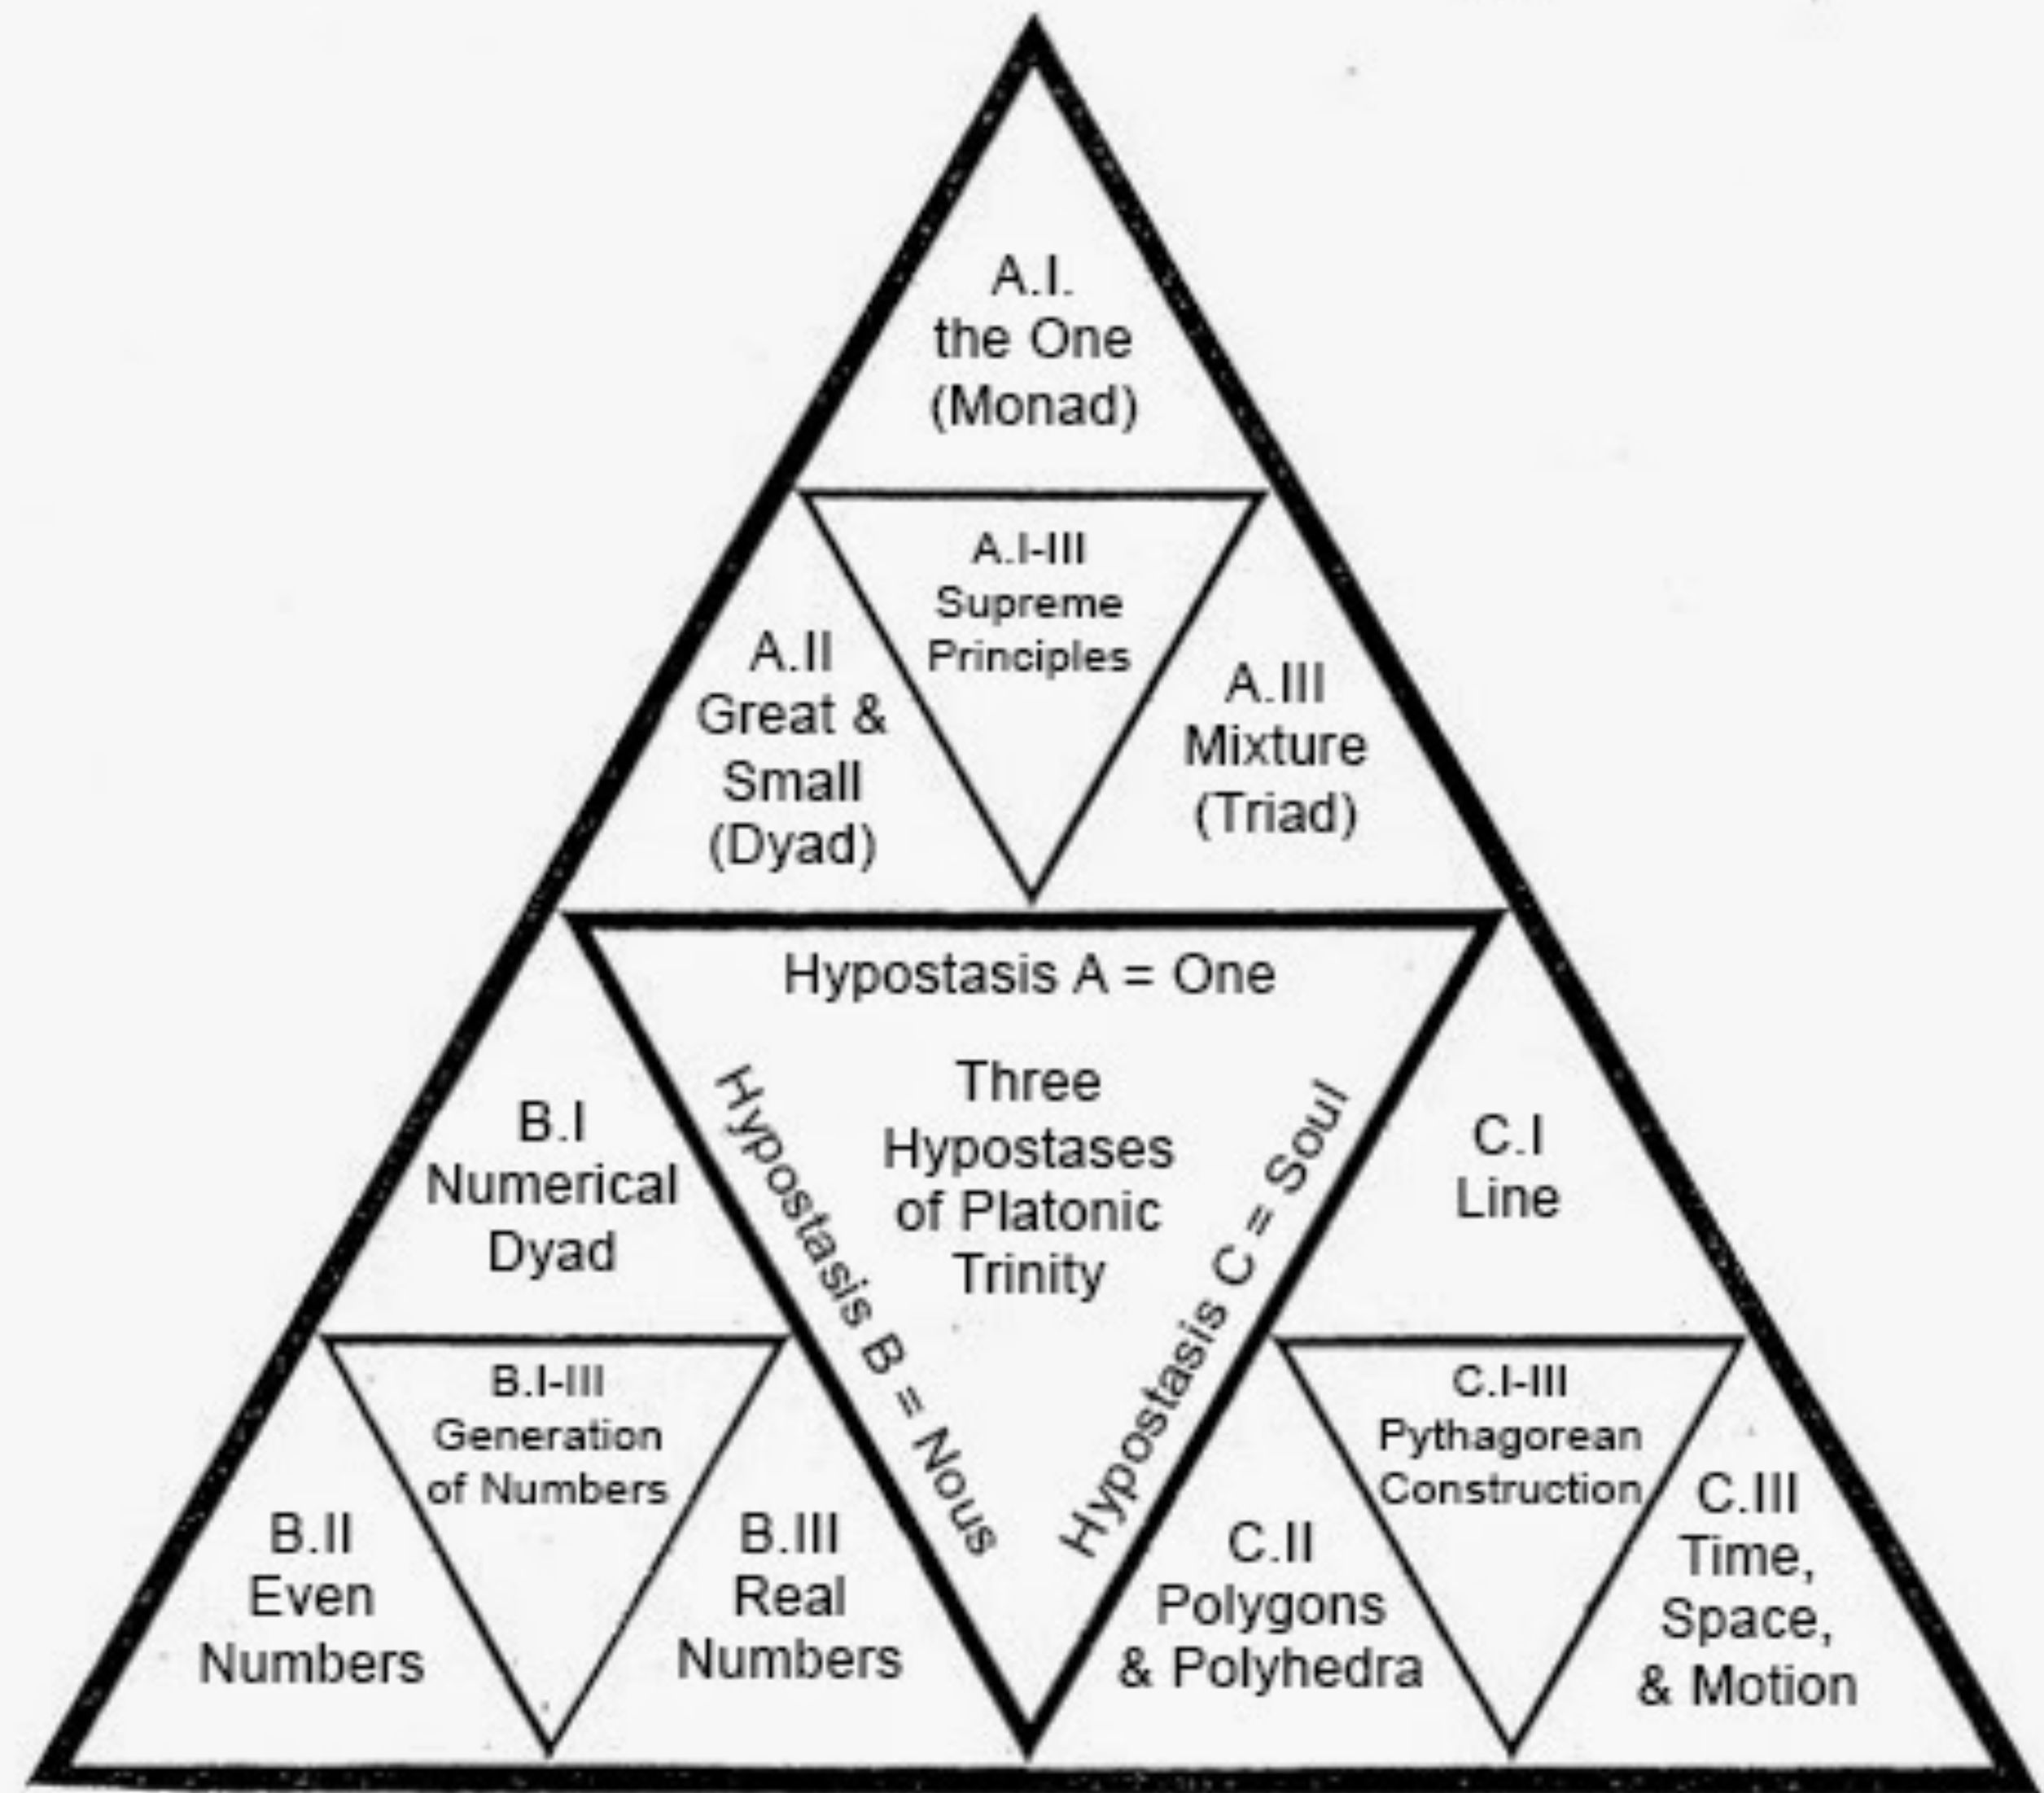 A.I.
the One
(Monad)
A.I-III
Supreme
Principles
A.II
Great &
Small
(Dyad)
A.III
Mixture
(Triad)
Hypostasis A = One
Three
Hypostases
of Platonic
Trinity
Hypostasis B = Nous
Hypostasis C = Soul
B.I
Numerical
Dyad
B.I-III
Generation
of Numbers
B.II
Even
Numbers
B.III
Real
Numbers
C.I
Line
C.I-III
Pythagorean
Construction
C.II
Polygons
& Polyhedra
C.III
Time,
Space,
& Motion